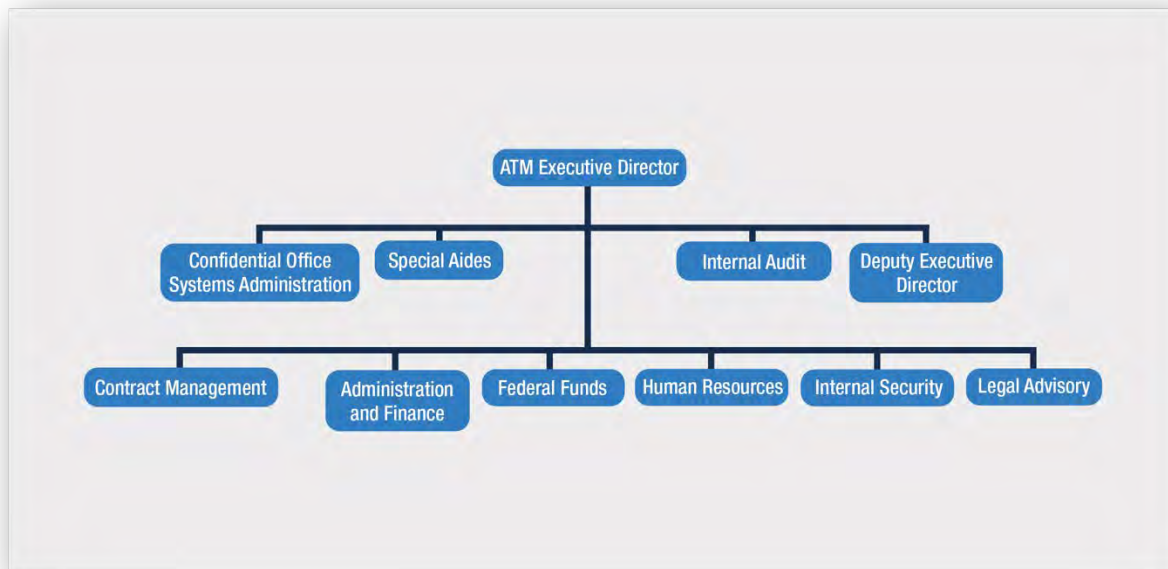 ATM Executive Director
Confidential Office
Systems Administration
Special Aides
Internal Audit
Deputy Executive
Director
Contract Management
Administration
and Finance
Federal Funds
Human Resources
Internal Security
Legal Advisory